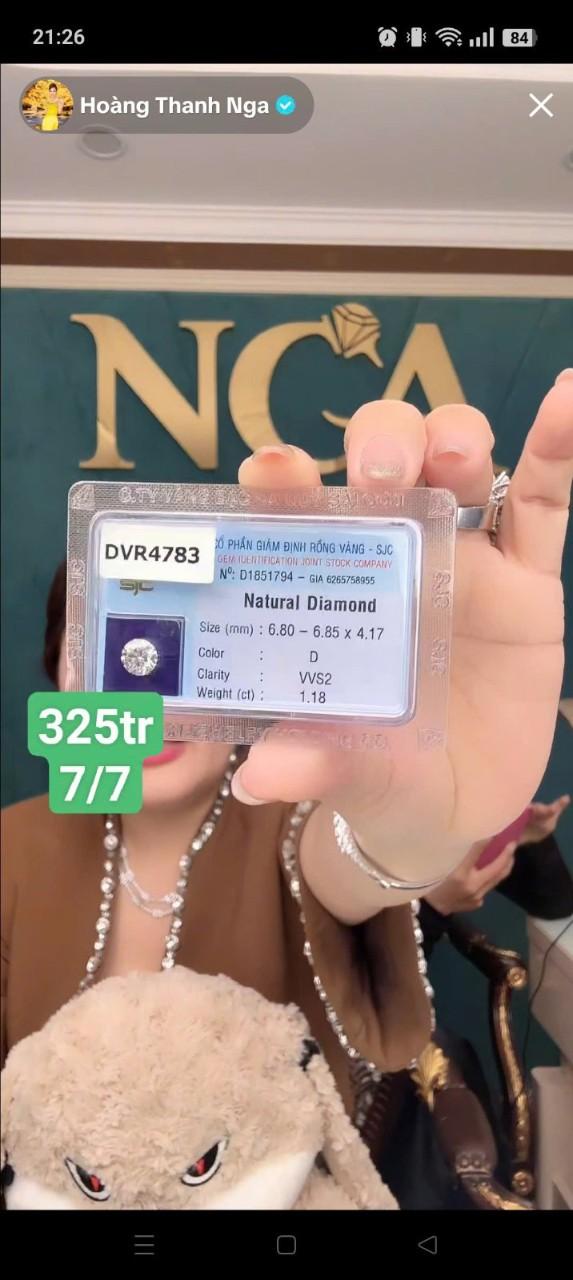 21:26
84
Hoàng Thanh Nga
NGA
DVR4783
CÓ PHẦN GIÁM ĐỊNH RỒNG VÀNG - SJC
GEM IDENTIFICATION JOINT STOCK COMPANY
Nº: D1851794 – GIA 6265758955
SJC
Natural Diamond
Size (mm) : 6.80 – 6.85 x 4.17
Color : D
Clarity : VVS2
Weight (ct) : 1.18
325tr
7/7